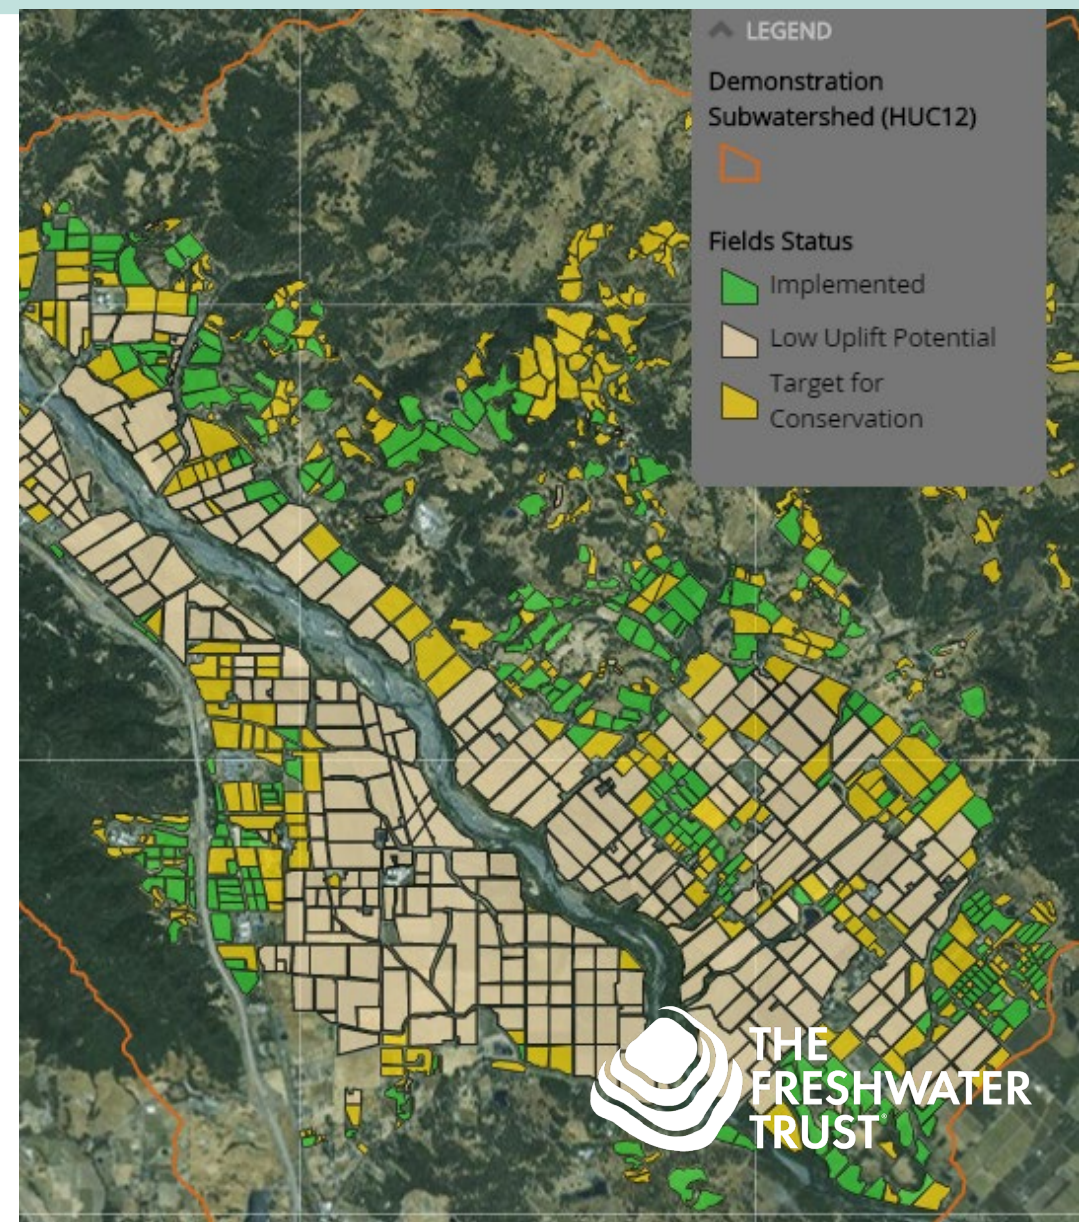 LEGEND
Demonstration
Subwatershed (HUC12)
Fields Status
Implemented
Low Uplift Potential
Target for
Conservation
THE
FRESHWATER
TRUST®